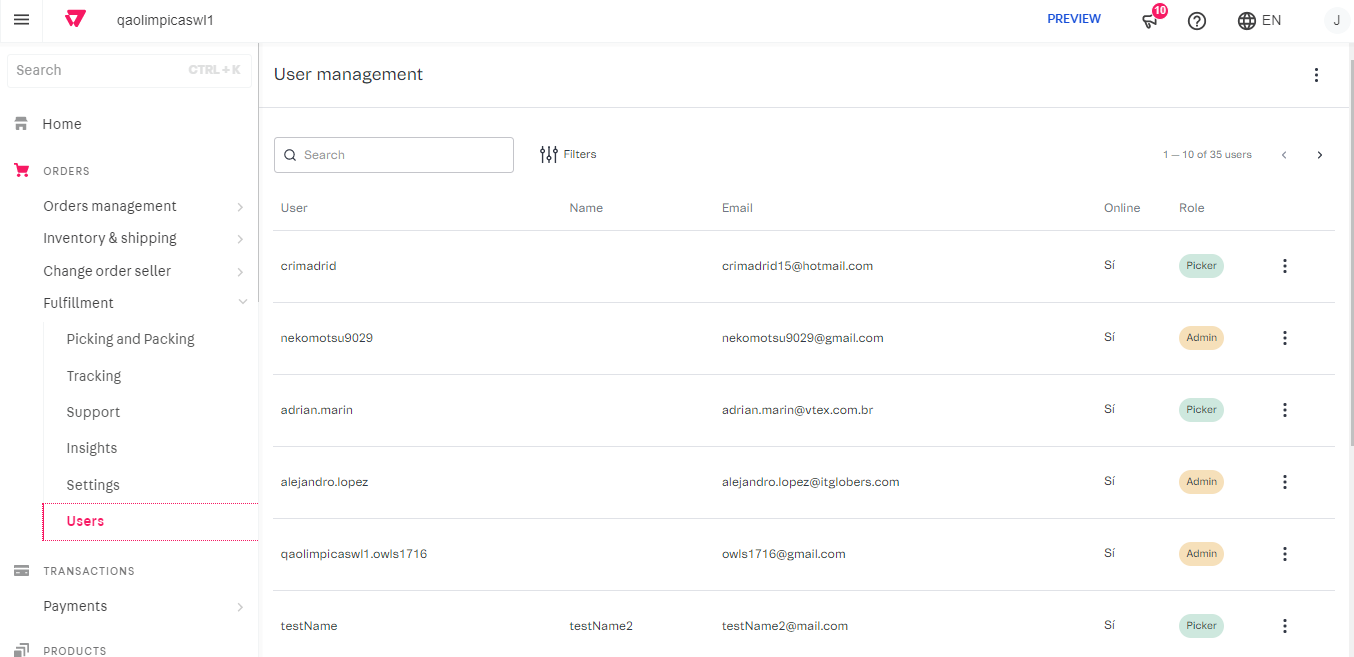 qaolimpicaswl1
PREVIEW
10
EN
J
Search CTRL + K
Home
ORDERS
Orders management
Inventory & shipping
Change order seller
Fulfillment
Picking and Packing
Tracking
Support
Insights
Settings
Users
TRANSACTIONS
Payments
PRODUCTS
User management
Search
Filters
1 — 10 of 35 users
User Name Email Online Role
crimadrid crimadrid15@hotmail.com Sí Picker
nekomotsu9029 nekomotsu9029@gmail.com Sí Admin
adrian.marin adrian.marin@vtex.com.br Sí Picker
alejandro.lopez alejandro.lopez@itglobers.com Sí Admin
qaolimpicaswl1.owls1716 owls1716@gmail.com Sí Admin
testName testName2 testName2@mail.com Sí Picker